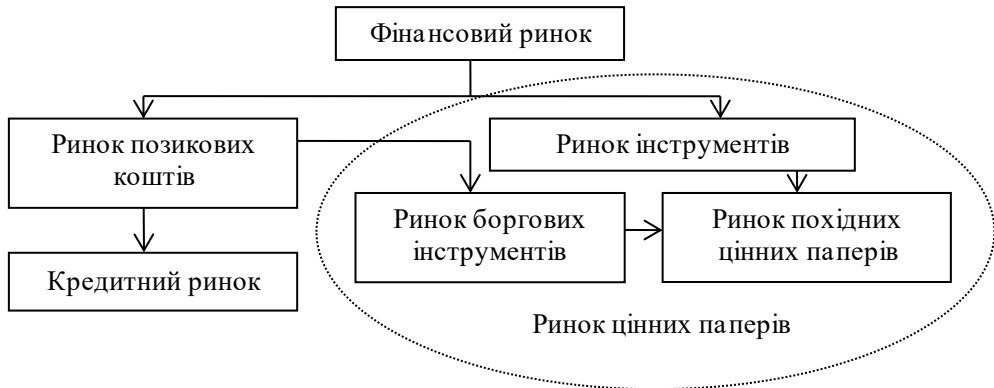 Фінансовий ринок
Ринок позикових
коштів
Ринок інструментів
Ринок боргових
інструментів
Ринок похідних
цінних паперів
Кредитний ринок
Ринок цінних паперів